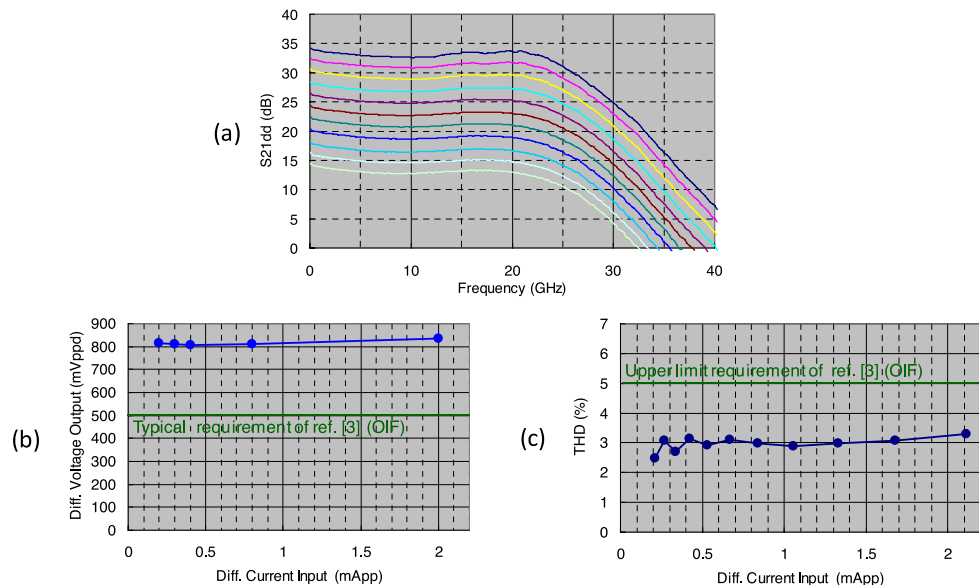 (a)
S21dd (dB)
40
35
30
25
20
15
10
5
0
0 10 20 30 40
Frequency (GHz)
(b)
Diff. Voltage Output (mVppd)
900
800
700
600
500
400
300
200
100
0
Typical requirement of ref. [3] (OIF)
0 0.5 1 1.5 2
Diff. Current Input (mApp)
(c)
THD (%)
7
6
5
4
3
2
1
0
Upper limit requirement of ref. [3] (OIF)
0 0.5 1 1.5 2
Diff. Current Input (mApp)